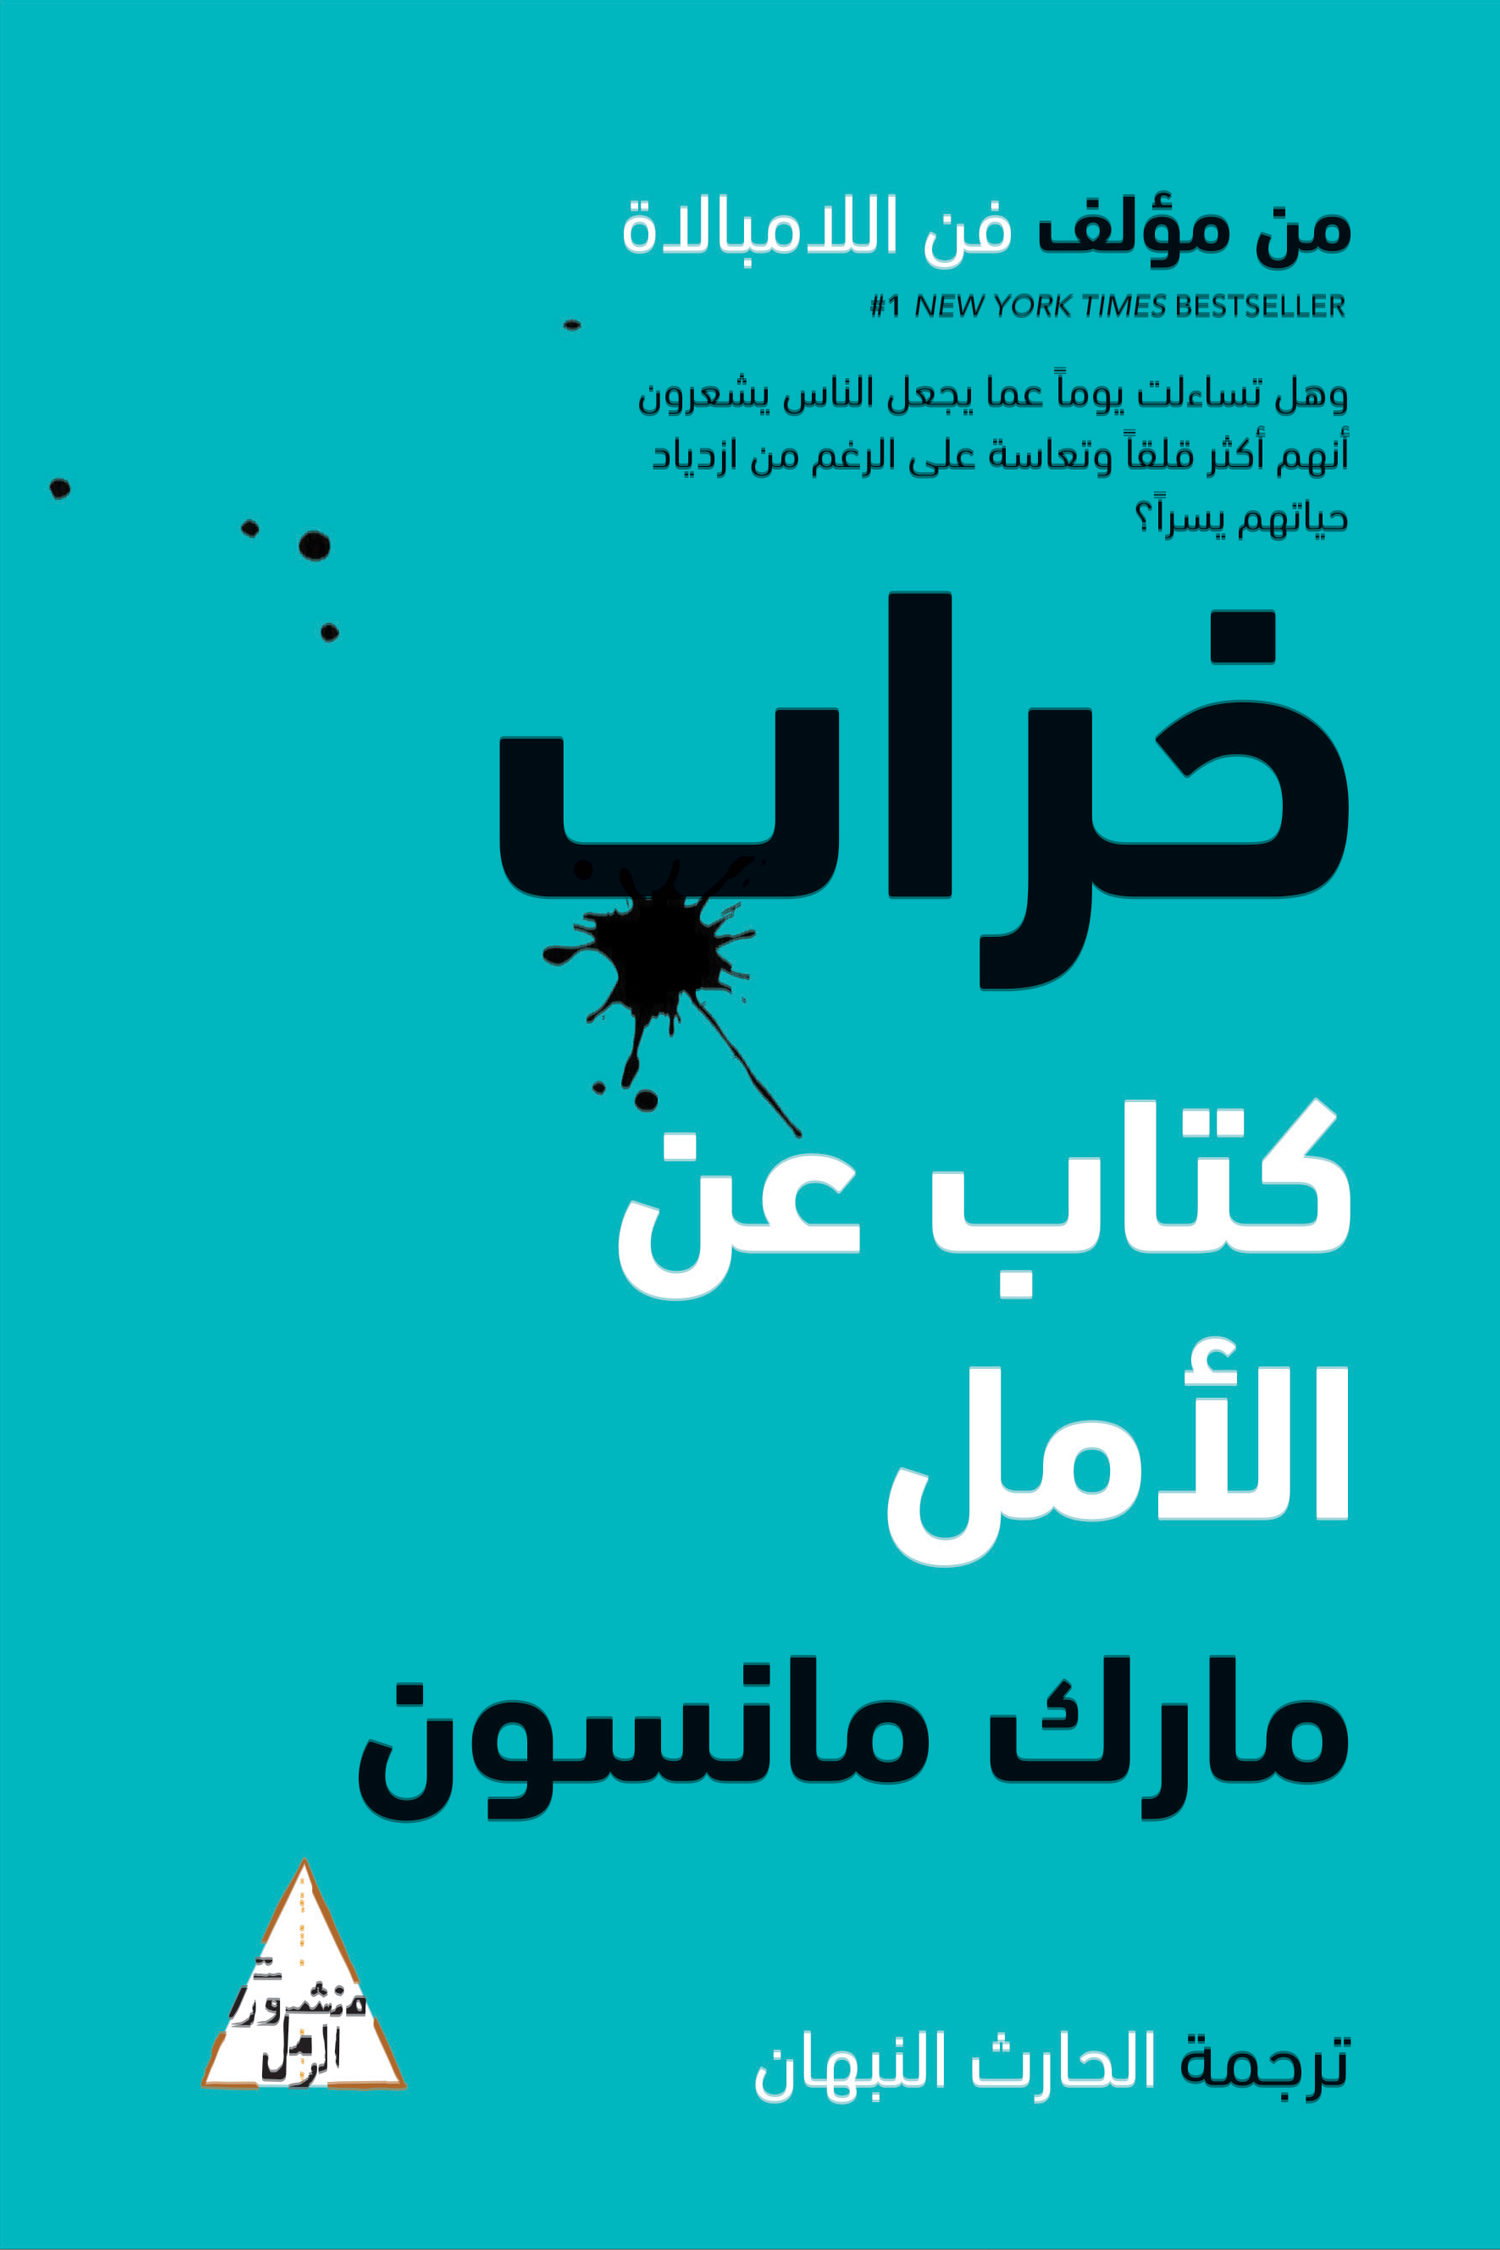 من مؤلف فن اللامبالاة
#1 NEW YORK TIMES BESTSELLER
وهل تساءلت يوماً عما يجعل الناس يشعرون
أنهم أكثر قلقاً وتعاسة على الرغم من ازدياد
حياتهم يسراً؟
خراب
كتاب عن
الأمل
مارك مانسون
ترجمة الحارث النبهان
الرمل